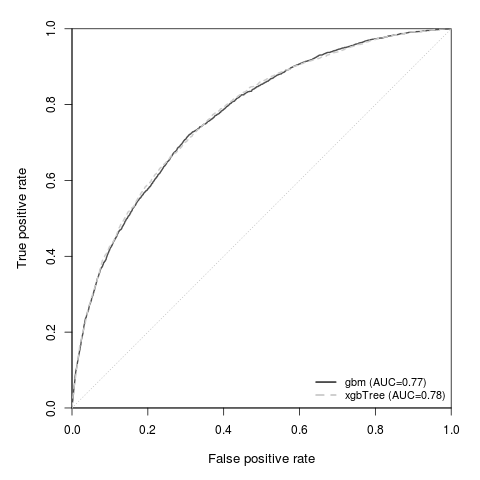 1.0
0.8
0.6
0.4
0.2
0.0
True positive rate
gbm (AUC=0.77)
xgbTree (AUC=0.78)
0.0 0.2 0.4 0.6 0.8 1.0
False positive rate